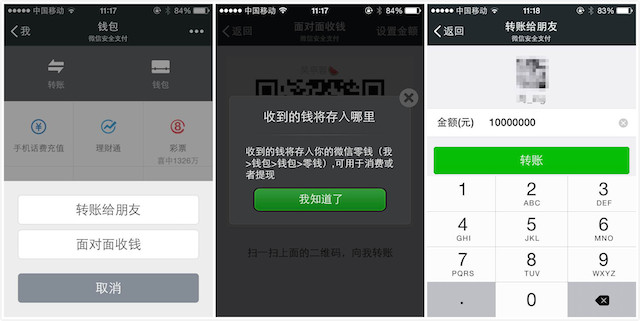 中国移动 11:17 84%
我 钱包
微信安全支付
转账 钱包
手机话费充值 理财通 彩票
喜中1326万
转账给朋友
面对面收钱
取消
中国移动 11:17 84%
返回 面对面收钱 设置金额
微信安全支付
收到的钱将存入哪里
收到的钱将存入你的微信零钱（我
>钱包>钱包>零钱）,可用于消费或
者提现
我知道了
扫一扫上面的二维码，向我转账
中国移动 11:18 83%
返回 转账给朋友
微信安全支付
金额(元) 10000000
转账
1 2 3
ABC DEF
4 5 6
GHI JKL MNO
7 8 9
PQRS TUV WXYZ
. 0